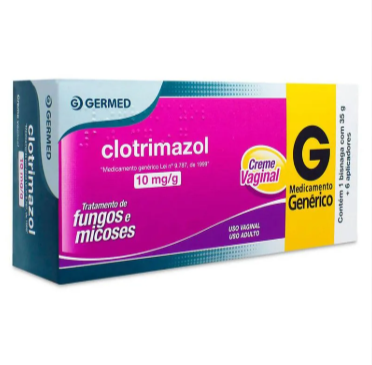 GERMED
clotrimazol
"Medicamento genérico Lei nº 9.787, de 1999"
10 mg/g
Creme
Vaginal
Tratamento de
fungos e
micoses
USO VAGINAL
USO ADULTO
G
Medicamento
Genérico
Contém 1 bisnaga com 35 g
+ 6 aplicadores
GERMED
clotrimazol
10 mg/g